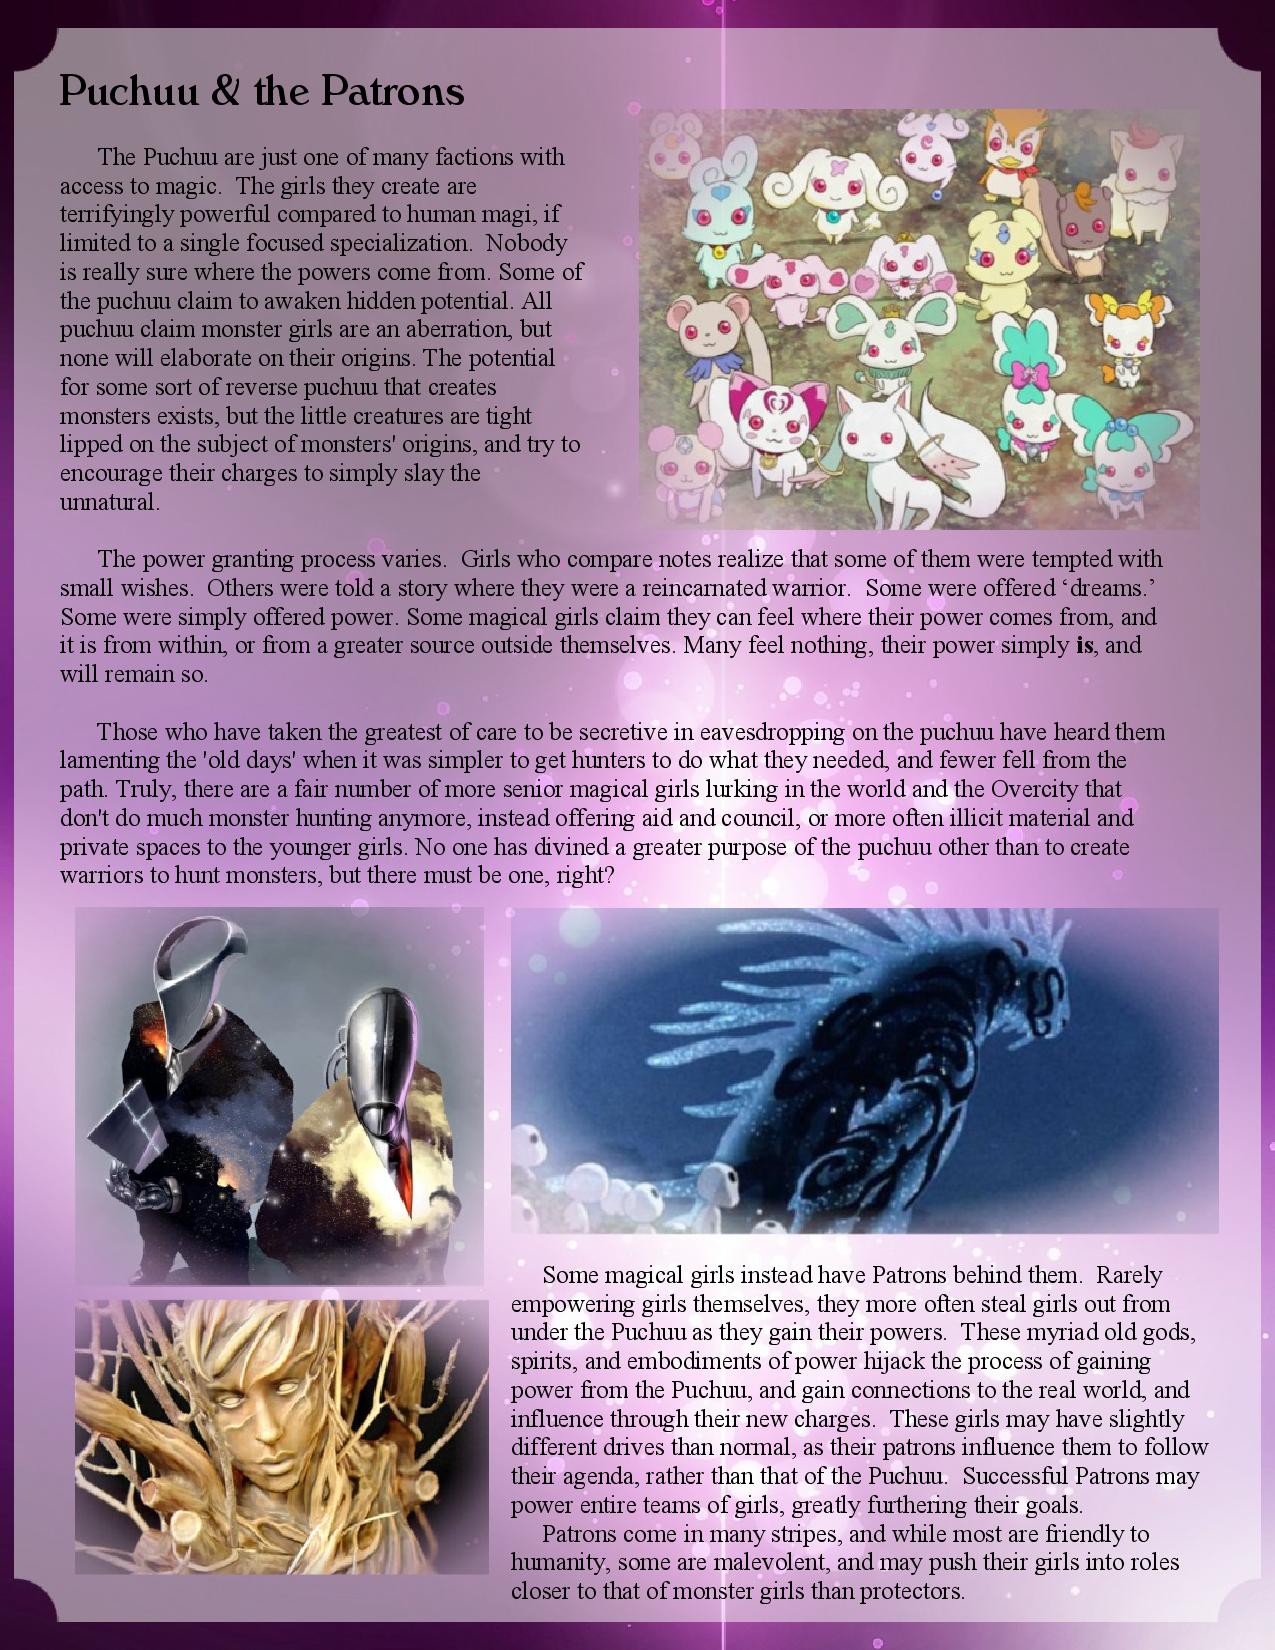 Puchuu & the Patrons
The Puchuu are just one of many factions with
access to magic.  The girls they create are
terrifyingly powerful compared to human magi, if
limited to a single focused specialization.  Nobody
is really sure where the powers come from. Some of
the puchuu claim to awaken hidden potential. All
puchuu claim monster girls are an aberration, but
none will elaborate on their origins. The potential
for some sort of reverse puchuu that creates
monsters exists, but the little creatures are tight
lipped on the subject of monsters' origins, and try to
encourage their charges to simply slay the
unnatural.
The power granting process varies.  Girls who compare notes realize that some of them were tempted with
small wishes.  Others were told a story where they were a reincarnated warrior.  Some were offered ‘dreams.’
Some were simply offered power. Some magical girls claim they can feel where their power comes from, and
it is from within, or from a greater source outside themselves. Many feel nothing, their power simply is, and
will remain so.
Those who have taken the greatest of care to be secretive in eavesdropping on the puchuu have heard them
lamenting the 'old days' when it was simpler to get hunters to do what they needed, and fewer fell from the
path. Truly, there are a fair number of more senior magical girls lurking in the world and the Overcity that
don't do much monster hunting anymore, instead offering aid and council, or more often illicit material and
private spaces to the younger girls. No one has divined a greater purpose of the puchuu other than to create
warriors to hunt monsters, but there must be one, right?
Some magical girls instead have Patrons behind them.  Rarely
empowering girls themselves, they more often steal girls out from
under the Puchuu as they gain their powers.  These myriad old gods,
spirits, and embodiments of power hijack the process of gaining
power from the Puchuu, and gain connections to the real world, and
influence through their new charges.  These girls may have slightly
different drives than normal, as their patrons influence them to follow
their agenda, rather than that of the Puchuu.  Successful Patrons may
power entire teams of girls, greatly furthering their goals.
Patrons come in many stripes, and while most are friendly to
humanity, some are malevolent, and may push their girls into roles
closer to that of monster girls than protectors.